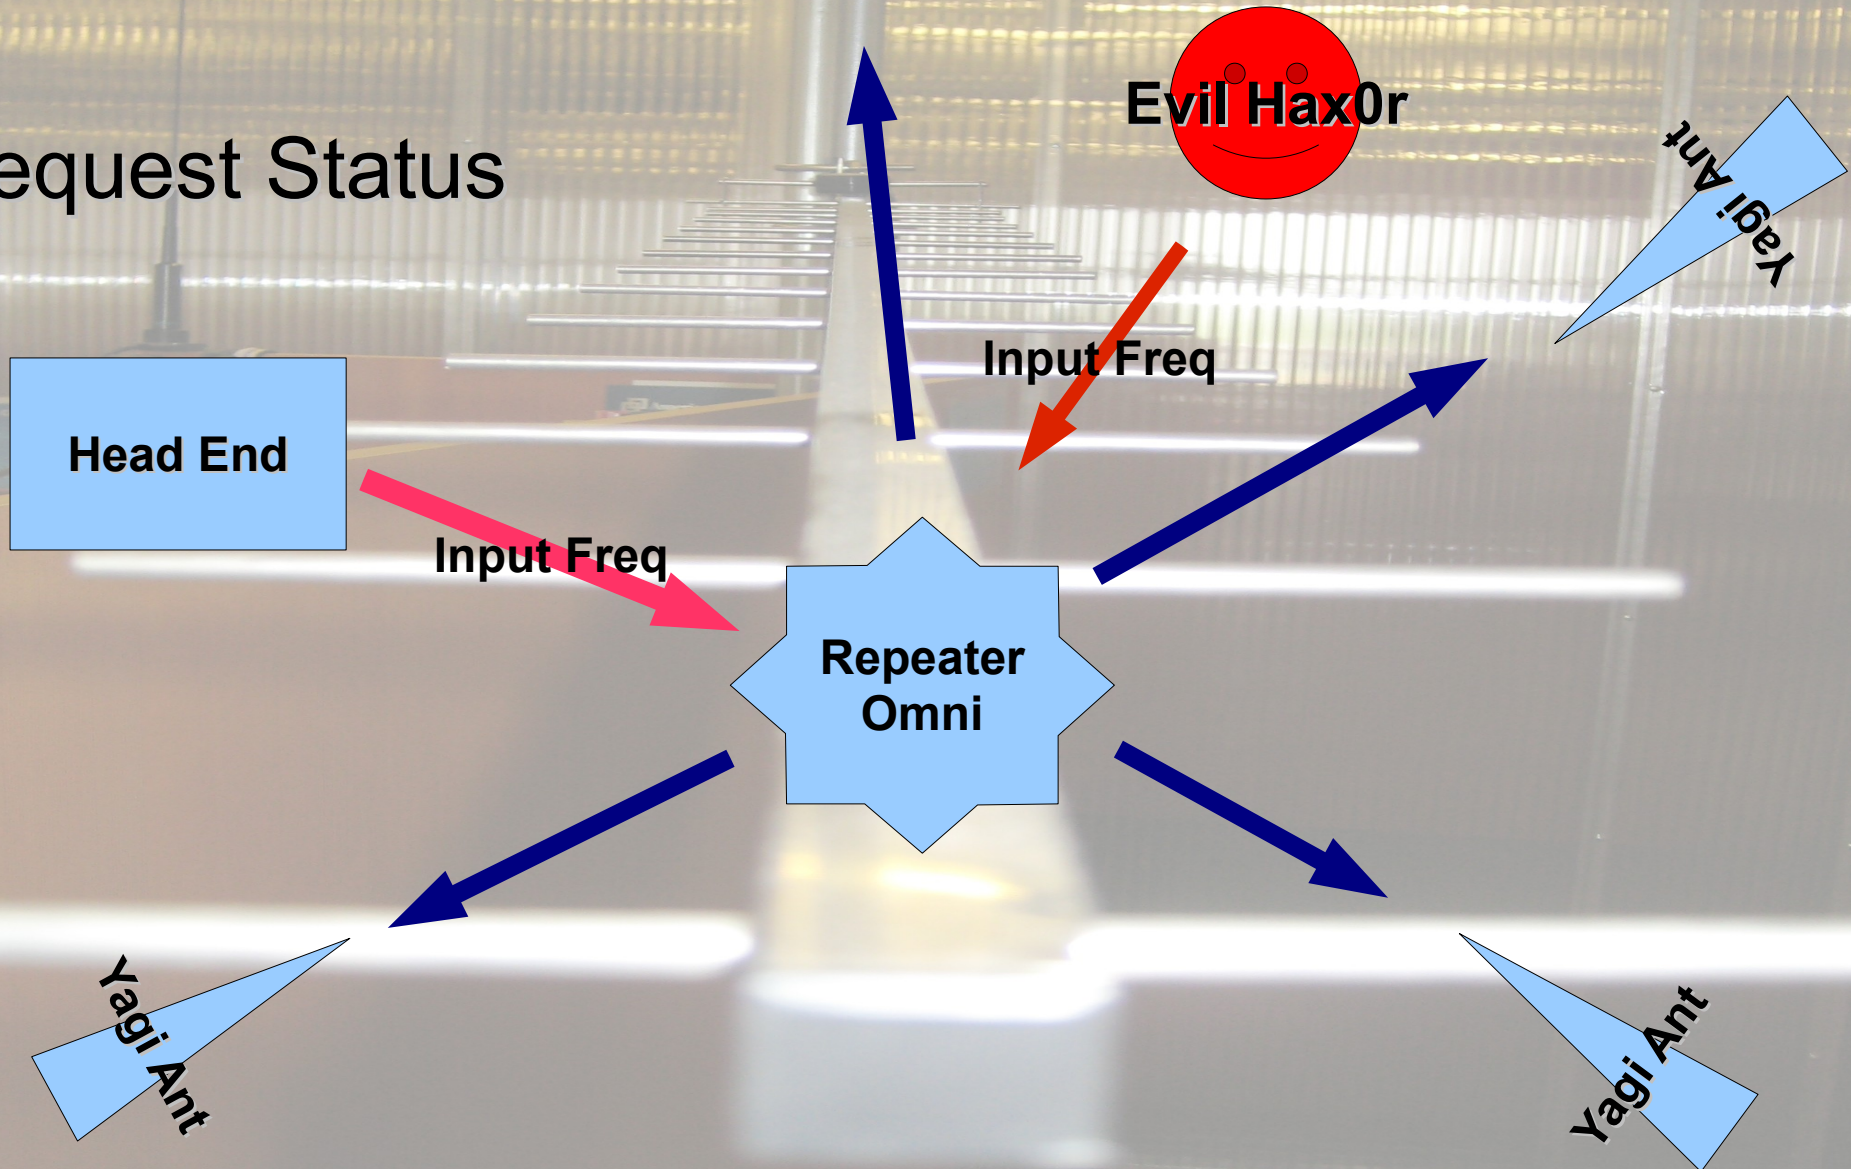 Evil Hax0r
equest Status
Yagi Ant
Input Freq
Head End
Input Freq
Repeater
Omni
Yagi Ant
Yagi Ant